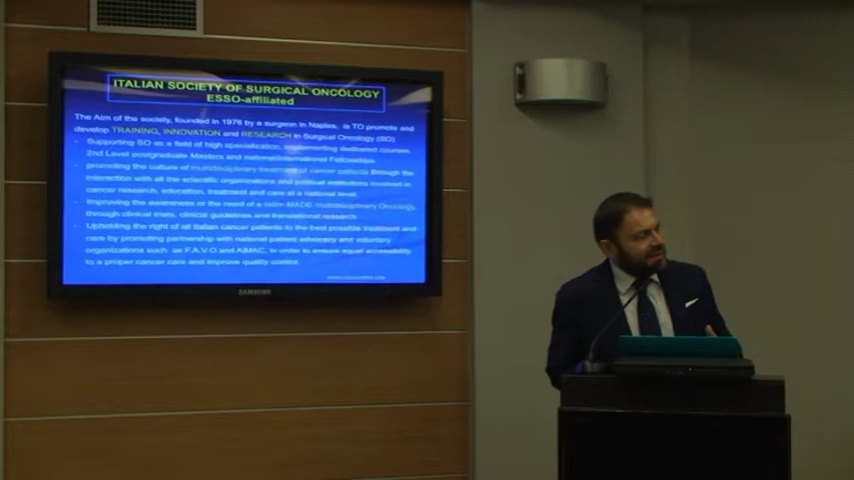 ITALIAN SOCIETY OF SURGICAL ONCOLOGY
ESSO-affiliated
The Aim of the society, founded in 1976 by a surgeon in Naples, is TO promote and
develop TRAINING, INNOVATION and RESEARCH in Surgical Oncology (SO)
- Supporting SO as a field of high specialization, implementing dedicated courses,
2nd Level postgraduate Masters and national/international Fellowships.
- promoting the culture of multidisciplinary treatment of cancer patients through the
interaction with all the scientific organizations and political institutions involved in
cancer research, education, treatment and care at a national level.
- Improving the awareness or the need of a MADE multidisciplinary Oncology,
through clinical trials, clinical guidelines and translational research.
- Upholding the right of all Italian cancer patients to the best possible treatment and
care by promoting partnership with national patient advocacy and voluntary
organizations such as F.A.V.O and AIMAC, in order to ensure equal accessibility
to a proper cancer care and improve quality control.
SAMSUNG